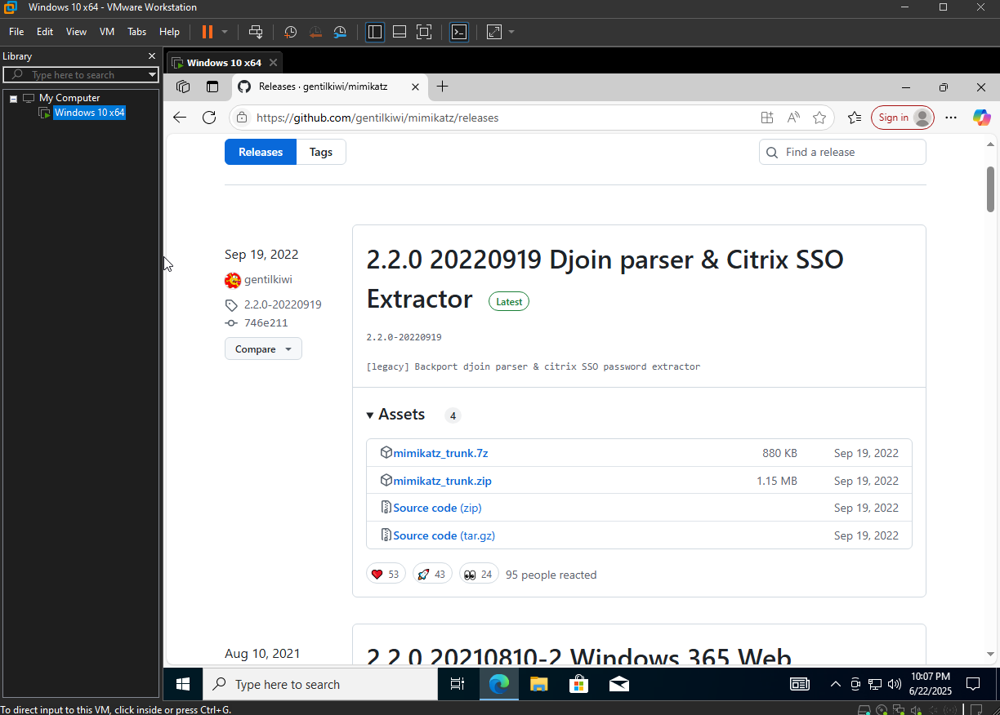 Windows 10 x64 - VMware Workstation
File Edit View VM Tabs Help
Library
Type here to search
My Computer
Windows 10 x64
Windows 10 x64
Releases · gentilkiwi/mimikatz
https://github.com/gentilkiwi/mimikatz/releases
Sign in
Releases Tags
Find a release
Sep 19, 2022
gentilkiwi
2.2.0-20220919
746e211
Compare
2.2.0 20220919 Djoin parser & Citrix SSO
Extractor Latest
2.2.0-20220919
[legacy] Backport djoin parser & citrix SSO password extractor
Assets 4
mimikatz_trunk.7z 880 KB Sep 19, 2022
mimikatz_trunk.zip 1.15 MB Sep 19, 2022
Source code (zip) Sep 19, 2022
Source code (tar.gz) Sep 19, 2022
53 43 24 95 people reacted
Aug 10, 2021
2.2.0 20210810-2 Windows 365 Web
Type here to search
10:07 PM
6/22/2025
To direct input to this VM, click inside or press Ctrl+G.